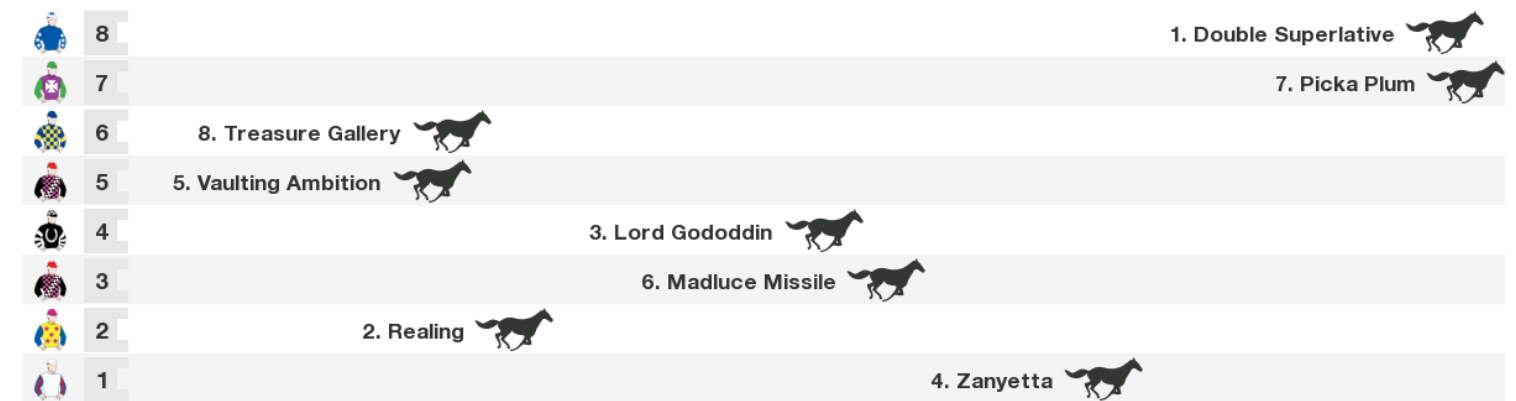 8 1. Double Superlative
7 7. Picka Plum
6 8. Treasure Gallery
5 5. Vaulting Ambition
4 3. Lord Gododdin
3 6. Madluce Missile
2 2. Realing
1 4. Zanyetta